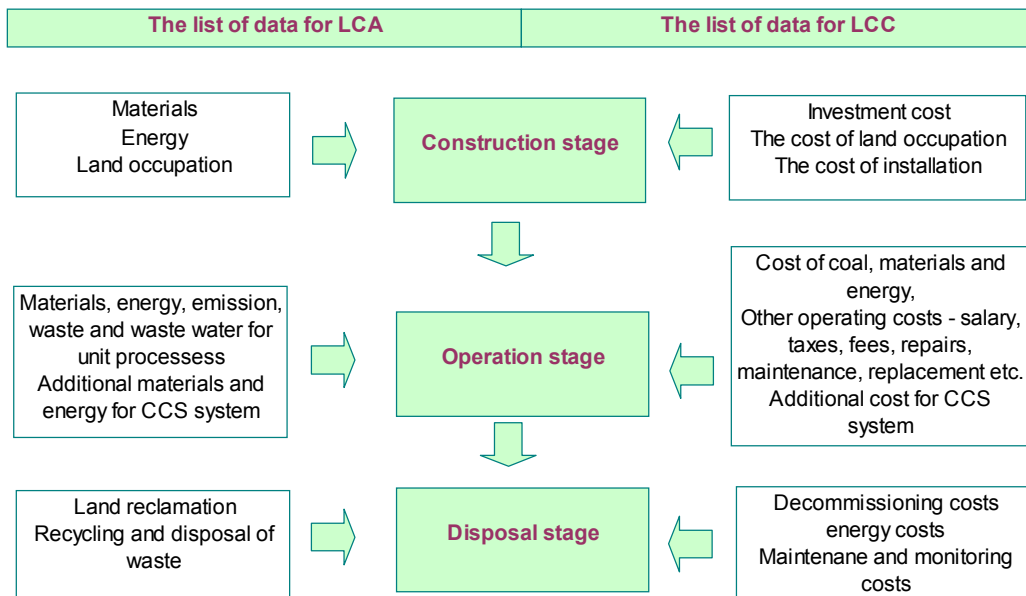 The list of data for LCA
The list of data for LCC
Materials
Energy
Land occupation
Construction stage
Investment cost
The cost of land occupation
The cost of installation
Materials, energy, emission,
waste and waste water for
unit processess
Additional materials and
energy for CCS system
Operation stage
Cost of coal, materials and
energy,
Other operating costs - salary,
taxes, fees, repairs,
maintenance, replacement etc.
Additional cost for CCS
system
Land reclamation
Recycling and disposal of
waste
Disposal stage
Decommissioning costs
energy costs
Maintenane and monitoring
costs